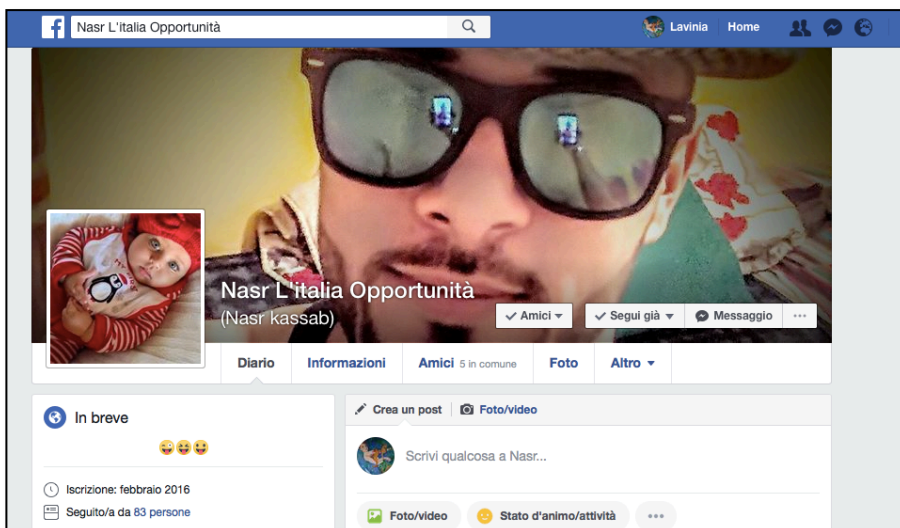 Nasr L'italia Opportunità
Lavinia Home
Nasr L'italia Opportunità
(Nasr kassab)
Amici Segui già Messaggio ...
Diario Informazioni Amici 5 in comune Foto Altro
In breve
Iscrizione: febbraio 2016
Seguito/a da 83 persone
Crea un post Foto/video
Scrivi qualcosa a Nasr...
Foto/video Stato d'animo/attività ...